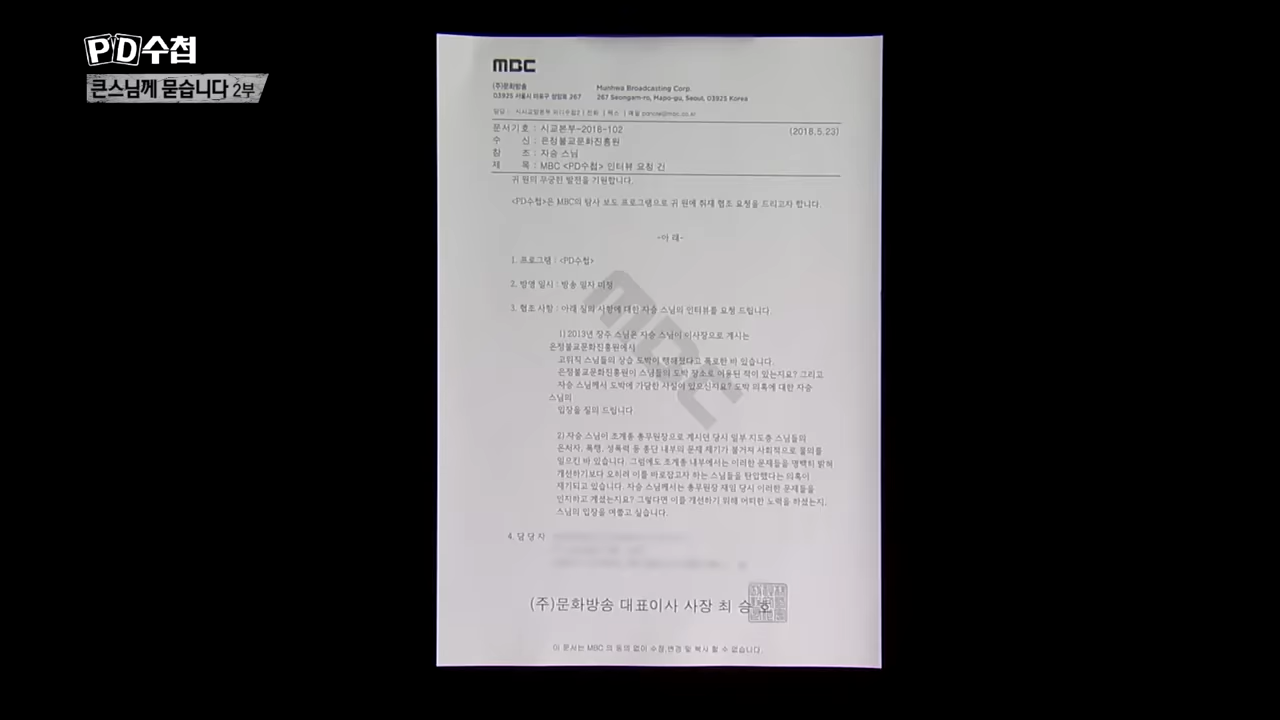 PD수첩
큰스님께 묻습니다 2부
MBC
(주)문화방송 Munhwa Broadcasting Corp.
03925 서울시 마포구 성암로 267 267 Seongam-ro, Mapo-gu, Seoul, 03925 Korea
문서기호 : 시교본부-2018-102 (2018.5.23)
수 신 : 은정불교문화진흥원
참 조 : 자승 스님
제 목 : MBC <PD수첩> 인터뷰 요청 건
귀 원의 무궁한 발전을 기원합니다.
<PD수첩>은 MBC의 탐사 보도 프로그램으로 귀 원에 취재 협조 요청을 드리고자 합니다.
-아 래-
1. 프로그램 : <PD수첩>
2. 방영 일시 : 방송 일자 미정
3. 협조 사항 : 아래 질의 사항에 대한 자승 스님의 인터뷰를 요청 드립니다.
1) 2013년 장주 스님은 자승 스님이 이사장으로 계시는
은정불교문화진흥원에서
고위직 스님들의 상습 도박이 행해졌다고 폭로한 바 있습니다.
은정불교문화진흥원이 스님들의 도박 장소로 이용된 적이 있는지요? 그리고
자승 스님께서 도박에 가담한 사실이 있으신지요? 도박 의혹에 대한 자승
스님의
입장을 질의 드립니다.
2) 자승 스님이 조계종 총무원장으로 계시던 당시 일부 지도층 스님들의
은처자, 폭행, 성폭력 등 종단 내부의 문제 제기가 불거져 사회적으로 물의를
일으킨 바 있습니다. 그럼에도 조계종 내부에서는 이러한 문제들을 명백히 밝혀
개선하기보다 오히려 이를 바로잡고자 하는 스님들을 탄압했다는 의혹이
제기되고 있습니다. 자승 스님께서는 총무원장 재임 당시 이러한 문제들을
인지하고 계셨는지요? 그렇다면 이를 개선하기 위해 어떠한 노력을 하셨는지,
스님의 입장을 여쭙고 싶습니다.
4. 담 당 자
(주)문화방송 대표이사 사장 최 승 호
이 문서는 MBC 의 동의 없이 수정,변경 및 복사 할 수 없습니다.
MBC